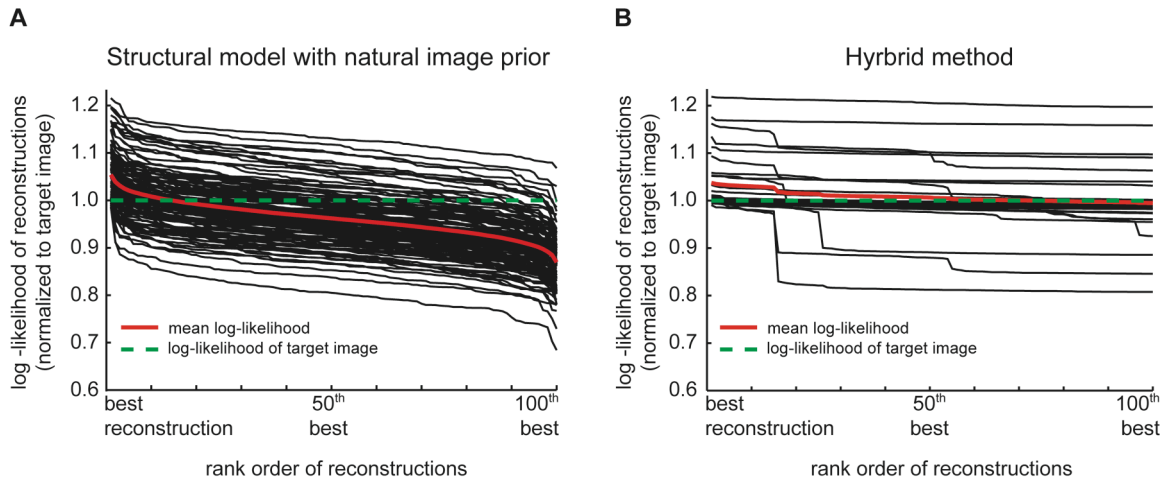 A
B
Structural model with natural image prior
Hyrbrid method
log -likelihood of reconstructions
(normalized to target image)
1.2
1.1
1.0
0.9
0.8
0.7
0.6
mean log-likelihood
log-likelihood of target image
best
reconstruction
50th
best
100th
best
rank order of reconstructions
log -likelihood of reconstructions
(normalized to target image)
1.2
1.1
1.0
0.9
0.8
0.7
0.6
mean log-likelihood
log-likelihood of target image
best
reconstruction
50th
best
100th
best
rank order of reconstructions